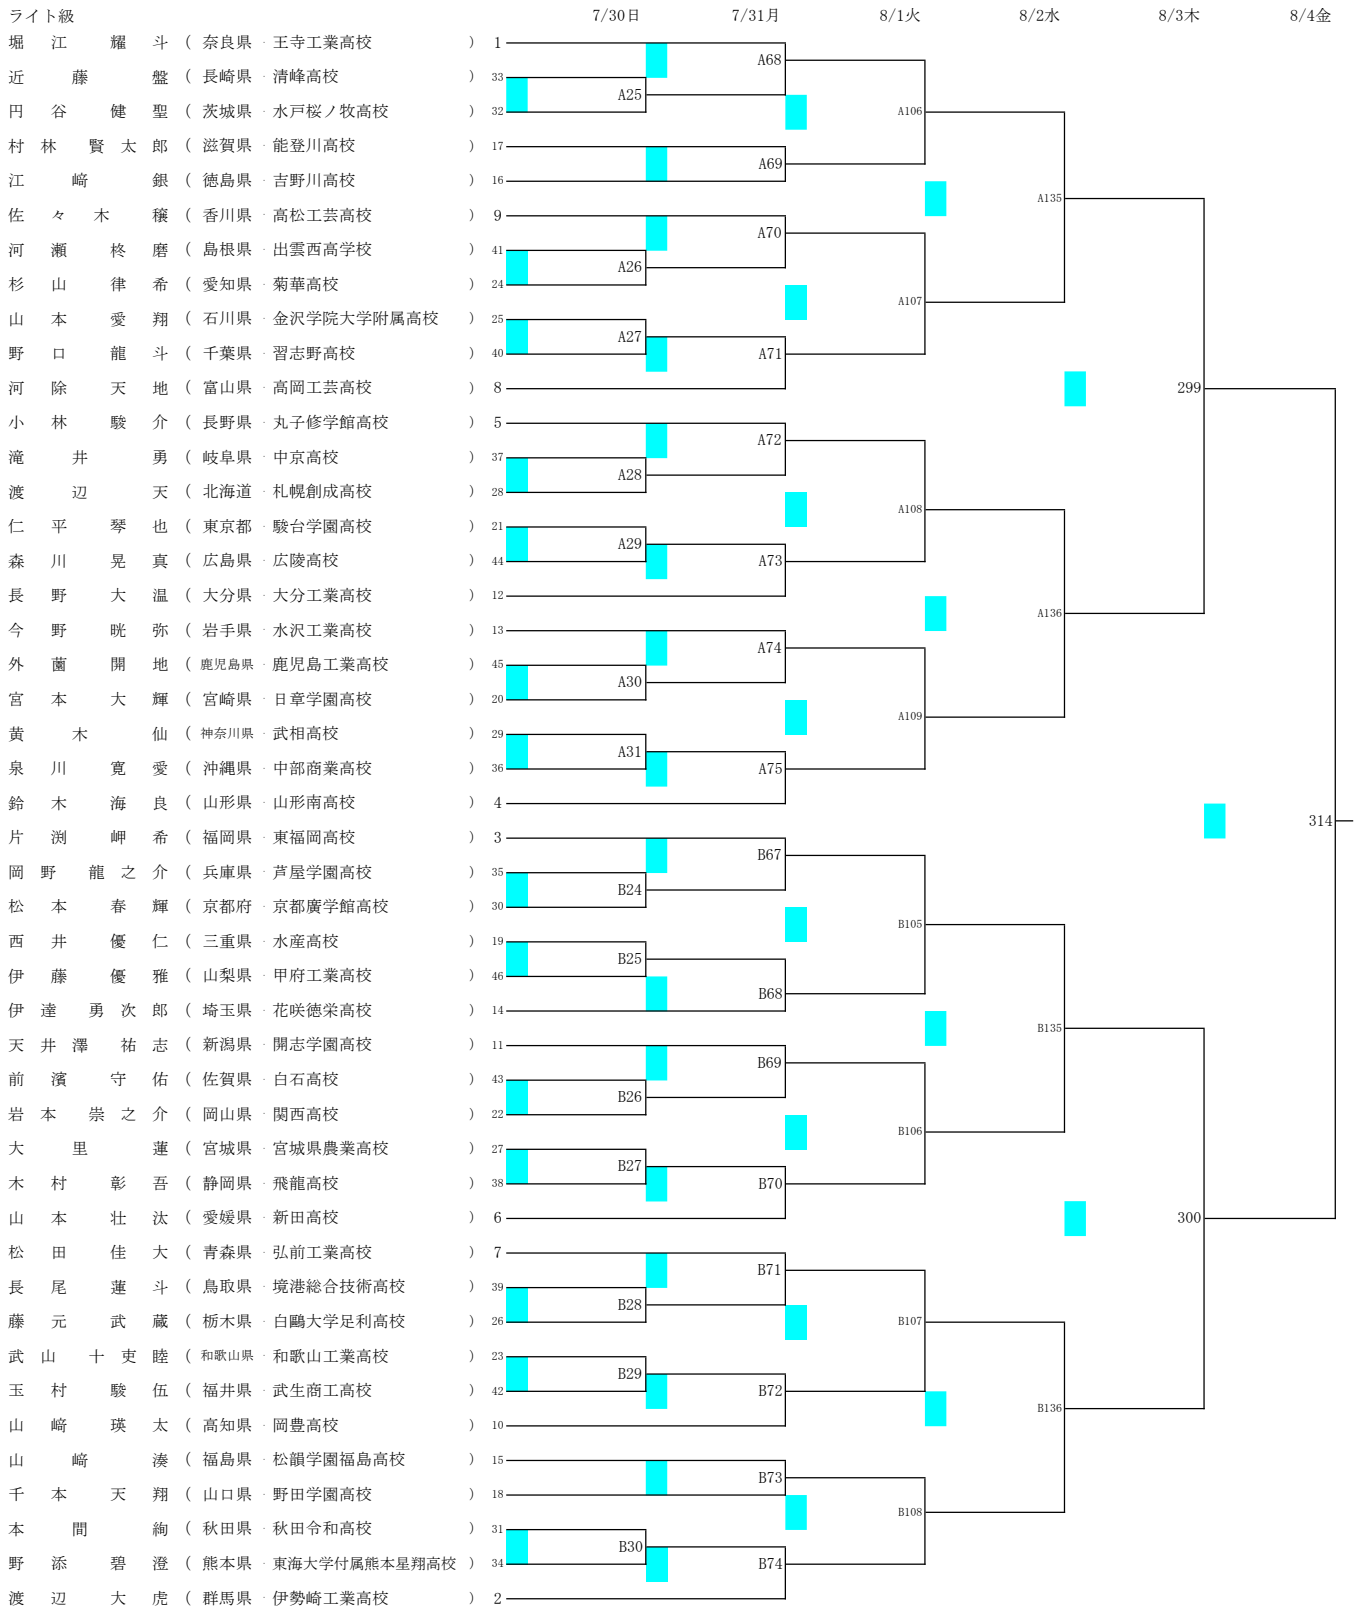 ライト級 7/30日 7/31月 8/1火 8/2水 8/3木 8/4金
堀江 耀斗 ( 奈良県 · 王寺工業高校 ) 1
A68
近藤 盤 ( 長崎県 · 清峰高校 ) 33
A25
円谷 健聖 ( 茨城県 · 水戸桜ノ牧高校 ) 32
A106
村林 賢太郎 ( 滋賀県 · 能登川高校 ) 17
A69
江﨑 銀 ( 徳島県 · 吉野川高校 ) 16
A135
佐々木 穣 ( 香川県 · 高松工芸高校 ) 9
A70
河瀬 柊磨 ( 島根県 · 出雲西高学校 ) 41
A26
杉山 律希 ( 愛知県 · 菊華高校 ) 24
A107
山本 愛翔 ( 石川県 · 金沢学院大学附属高校 ) 25
A27
野口 龍斗 ( 千葉県 · 習志野高校 ) 40
A71
河除 天地 ( 富山県 · 高岡工芸高校 ) 8
299
小林 駿介 ( 長野県 · 丸子修学館高校 ) 5
A72
滝井 勇 ( 岐阜県 · 中京高校 ) 37
A28
渡辺 天 ( 北海道 · 札幌創成高校 ) 28
A108
仁平 琴也 ( 東京都 · 駿台学園高校 ) 21
A29
森川 晃真 ( 広島県 · 広陵高校 ) 44
A73
長野 大温 ( 大分県 · 大分工業高校 ) 12
A136
今野 晄弥 ( 岩手県 · 水沢工業高校 ) 13
A74
外薗 開地 ( 鹿児島県 · 鹿児島工業高校 ) 45
A30
宮本 大輝 ( 宮崎県 · 日章学園高校 ) 20
A109
黄木 仙 ( 神奈川県 · 武相高校 ) 29
A31
泉川 寛愛 ( 沖縄県 · 中部商業高校 ) 36
A75
鈴木 海良 ( 山形県 · 山形南高校 ) 4
314
片渕 岬希 ( 福岡県 · 東福岡高校 ) 3
B67
岡野 龍之介 ( 兵庫県 · 芦屋学園高校 ) 35
B24
松本 春輝 ( 京都府 · 京都廣学館高校 ) 30
B105
西井 優仁 ( 三重県 · 水産高校 ) 19
B25
伊藤 優雅 ( 山梨県 · 甲府工業高校 ) 46
B68
伊達 勇次郎 ( 埼玉県 · 花咲徳栄高校 ) 14
B135
天井澤 祐志 ( 新潟県 · 開志学園高校 ) 11
B69
前濱 守佑 ( 佐賀県 · 白石高校 ) 43
B26
岩本 崇之介 ( 岡山県 · 関西高校 ) 22
B106
大里 蓮 ( 宮城県 · 宮城県農業高校 ) 27
B27
木村 彰吾 ( 静岡県 · 飛龍高校 ) 38
B70
山本 壮汰 ( 愛媛県 · 新田高校 ) 6
300
松田 佳大 ( 青森県 · 弘前工業高校 ) 7
B71
長尾 蓮斗 ( 鳥取県 · 境港総合技術高校 ) 39
B28
藤元 武蔵 ( 栃木県 · 白鷗大学足利高校 ) 26
B107
武山 十吏睦 ( 和歌山県 · 和歌山工業高校 ) 23
B29
玉村 駿伍 ( 福井県 · 武生商工高校 ) 42
B72
山﨑 瑛太 ( 高知県 · 岡豊高校 ) 10
B136
山﨑 湊 ( 福島県 · 松韻学園福島高校 ) 15
B73
千本 天翔 ( 山口県 · 野田学園高校 ) 18
B108
本間 絢 ( 秋田県 · 秋田令和高校 ) 31
B30
野添 碧澄 ( 熊本県 · 東海大学付属熊本星翔高校 ) 34
B74
渡辺 大虎 ( 群馬県 · 伊勢崎工業高校 ) 2